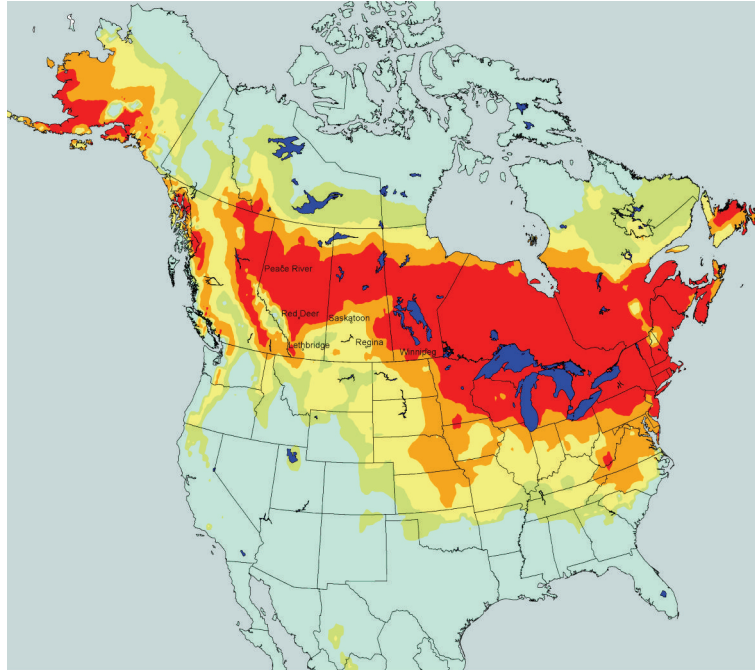 Peace River
Red Deer
Saskatoon
Lethbridge
Regina
Winnipeg